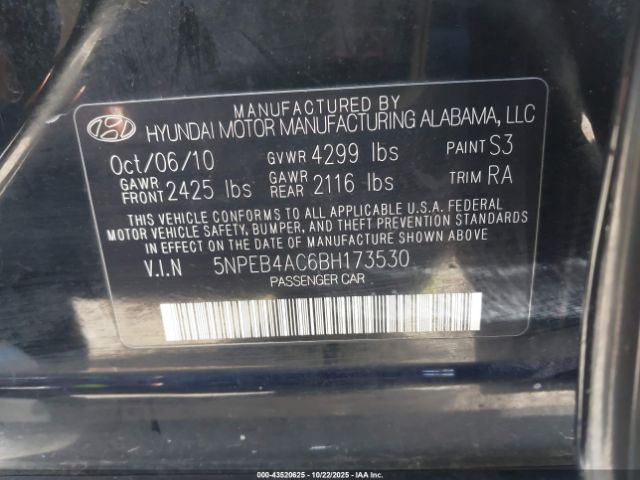 MANUFACTURED BY
HYUNDAI MOTOR MANUFACTURING ALABAMA, LLC
Oct/06/10 GVWR 4299 lbs PAINT S3
GAWR FRONT 2425 lbs GAWR REAR 2116 lbs TRIM RA
THIS VEHICLE CONFORMS TO ALL APPLICABLE U.S.A. FEDERAL
MOTOR VEHICLE SAFETY, BUMPER, AND THEFT PREVENTION STANDARDS
IN EFFECT ON THE DATE OF MANUFACTURE SHOWN ABOVE.
V.I.N 5NPEB4AC6BH173530
PASSENGER CAR
000-43520625 - 10/22/2025 - IAAI.COM